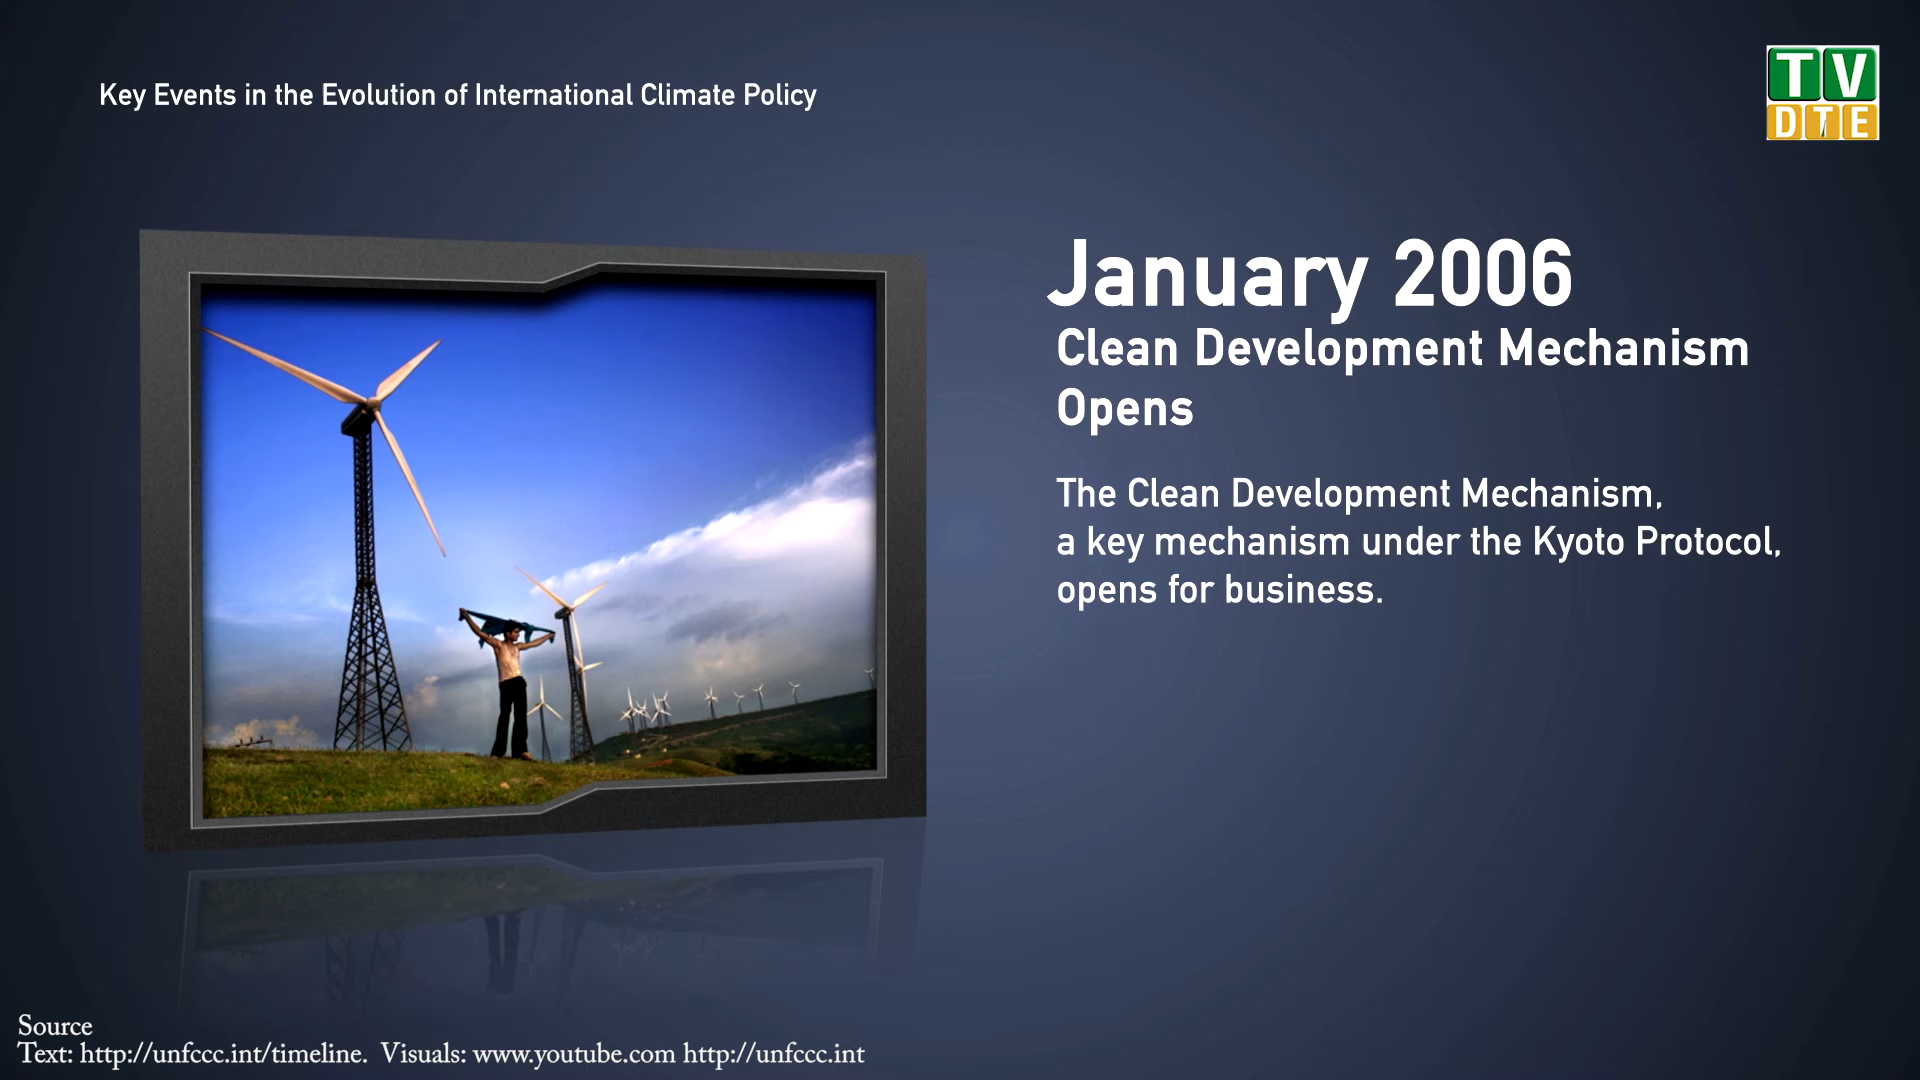 Key Events in the Evolution of International Climate Policy
TV
DTE
January 2006
Clean Development Mechanism
Opens
The Clean Development Mechanism,
a key mechanism under the Kyoto Protocol,
opens for business.
Source
Text: http://unfccc.int/timeline. Visuals: www.youtube.com http://unfccc.int